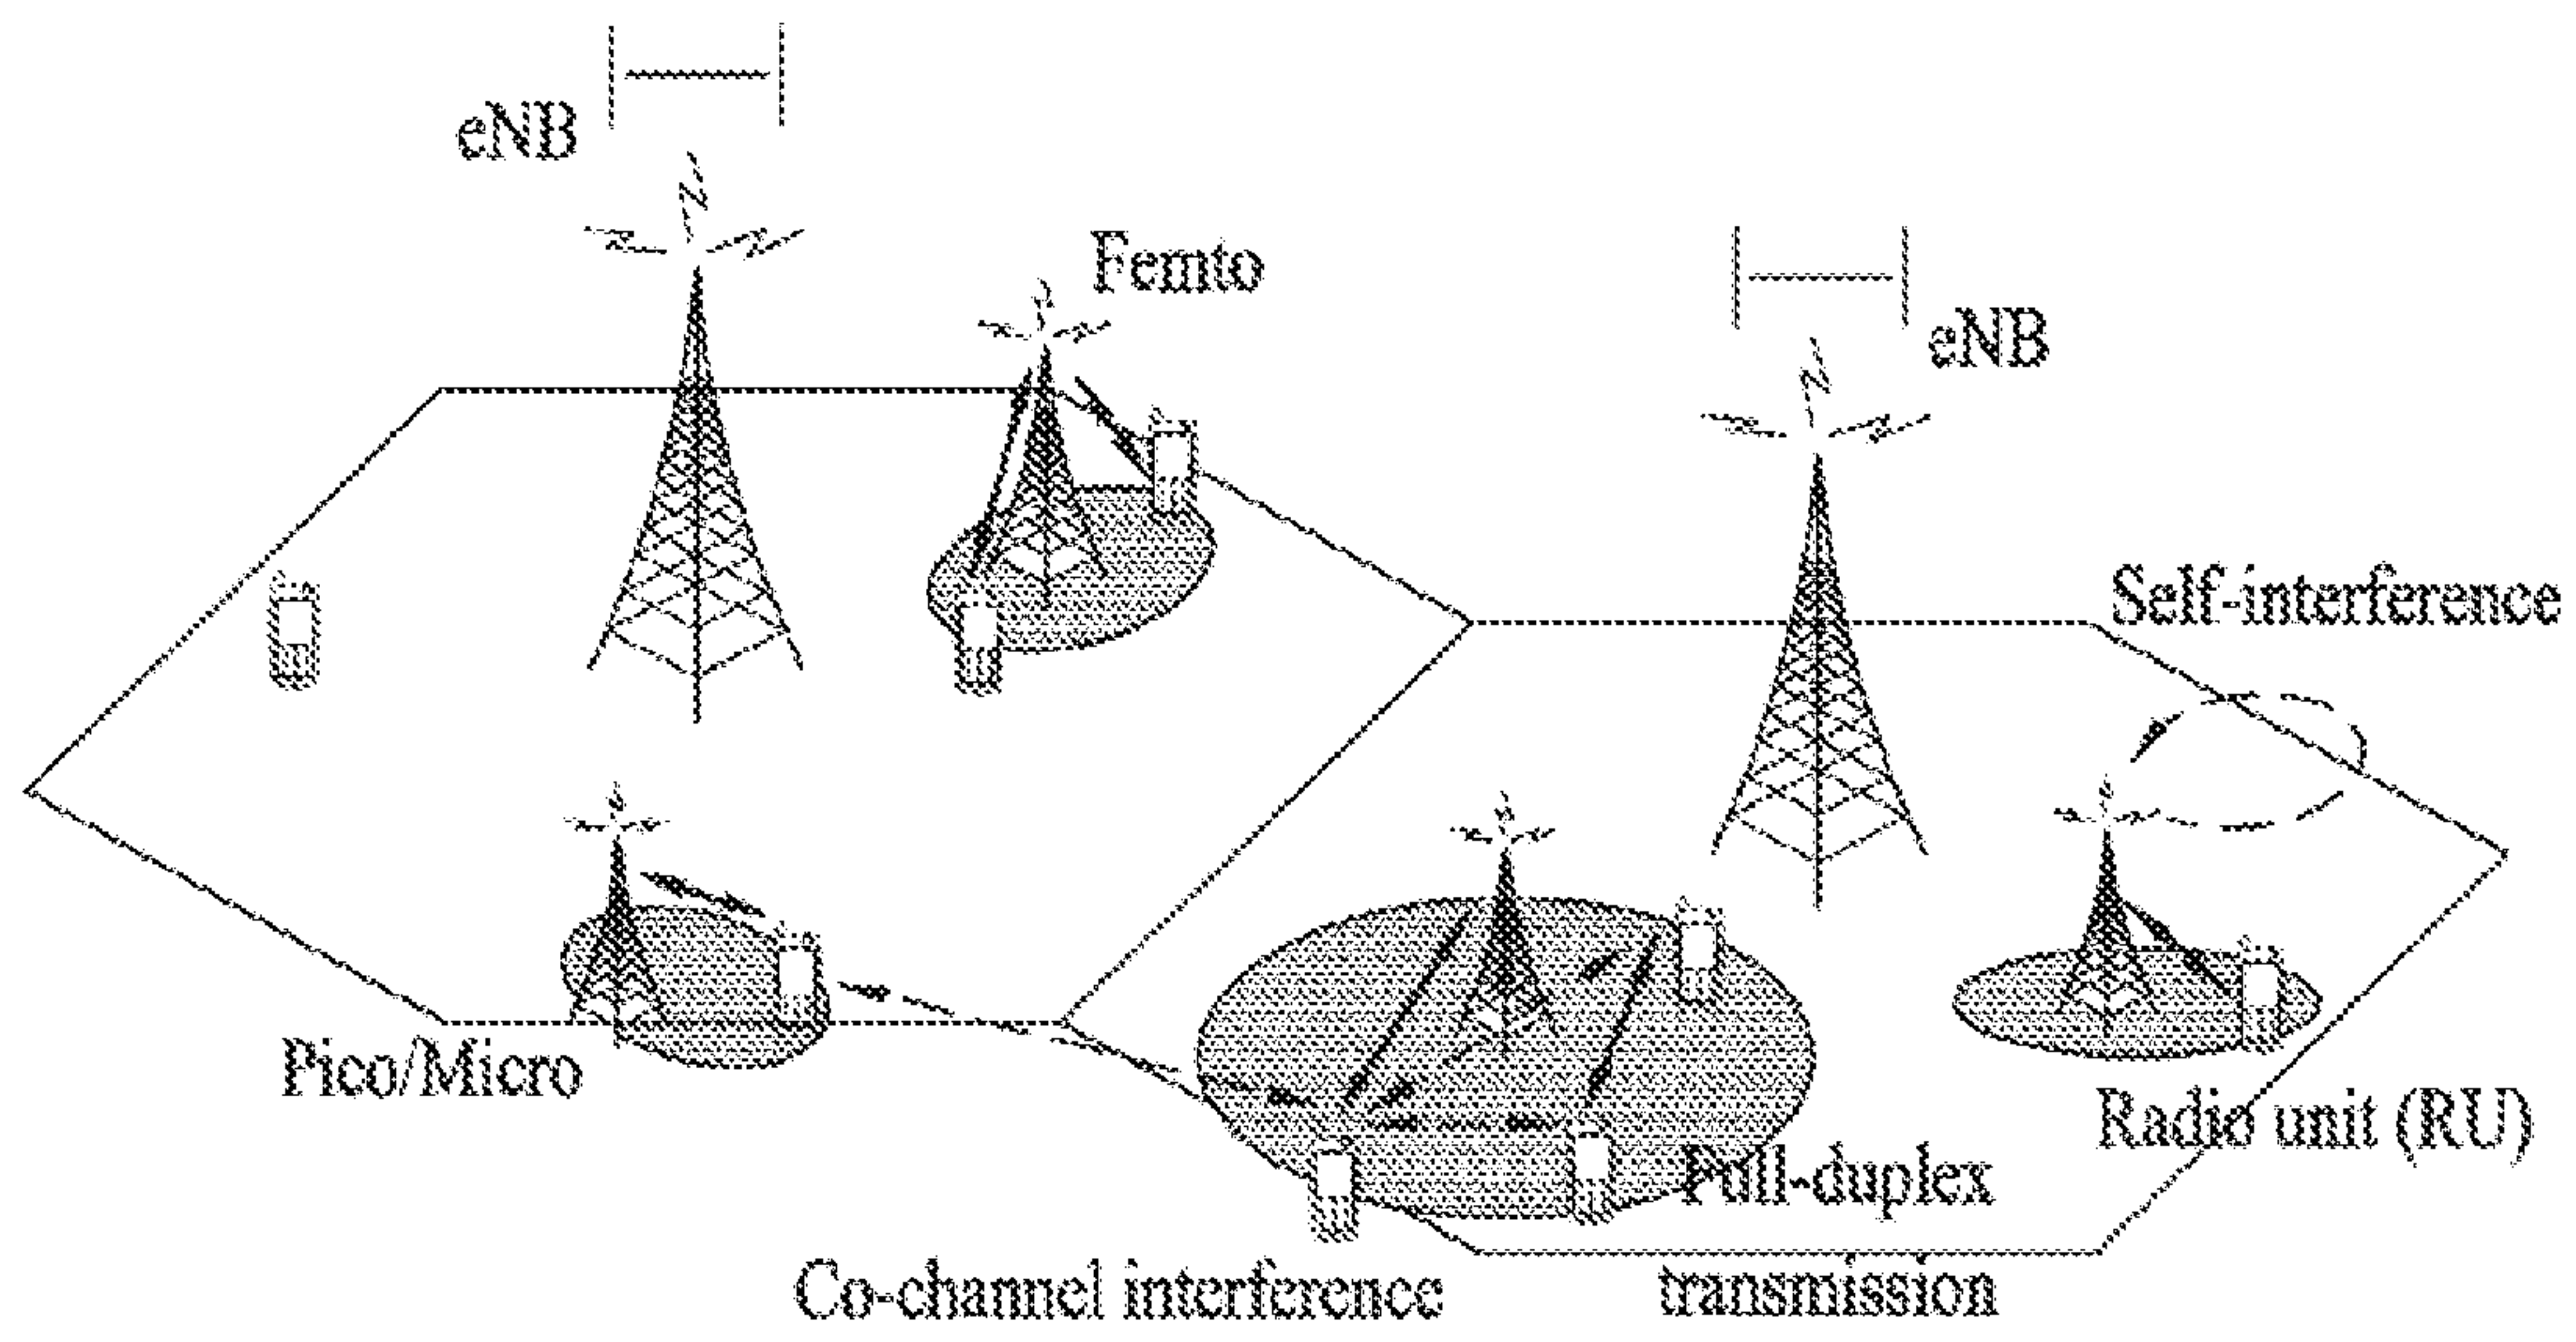 eNB
Femto
eNB
Self-interference
Pico/Micro
Radio unit (RU)
Full-duplex
transmission
Co-channel interference